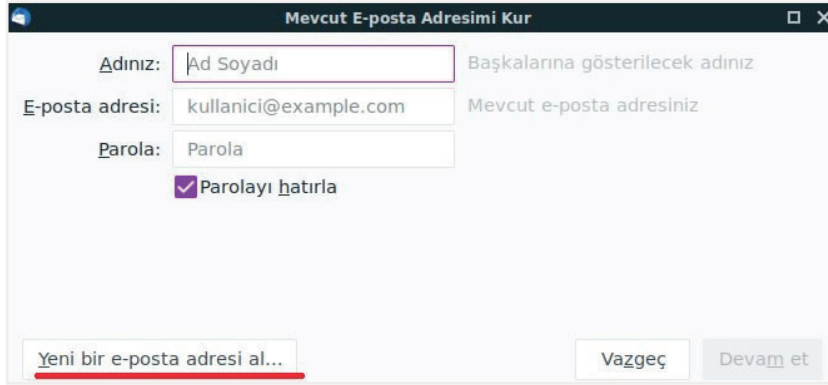 Mevcut E-posta Adresimi Kur
Adınız: Ad Soyadı Başkalarına gösterilecek adınız
E-posta adresi: kullanici@example.com Mevcut e-posta adresiniz
Parola: Parola
Parolayı hatırla
Yeni bir e-posta adresi al... Vazgeç Devam et